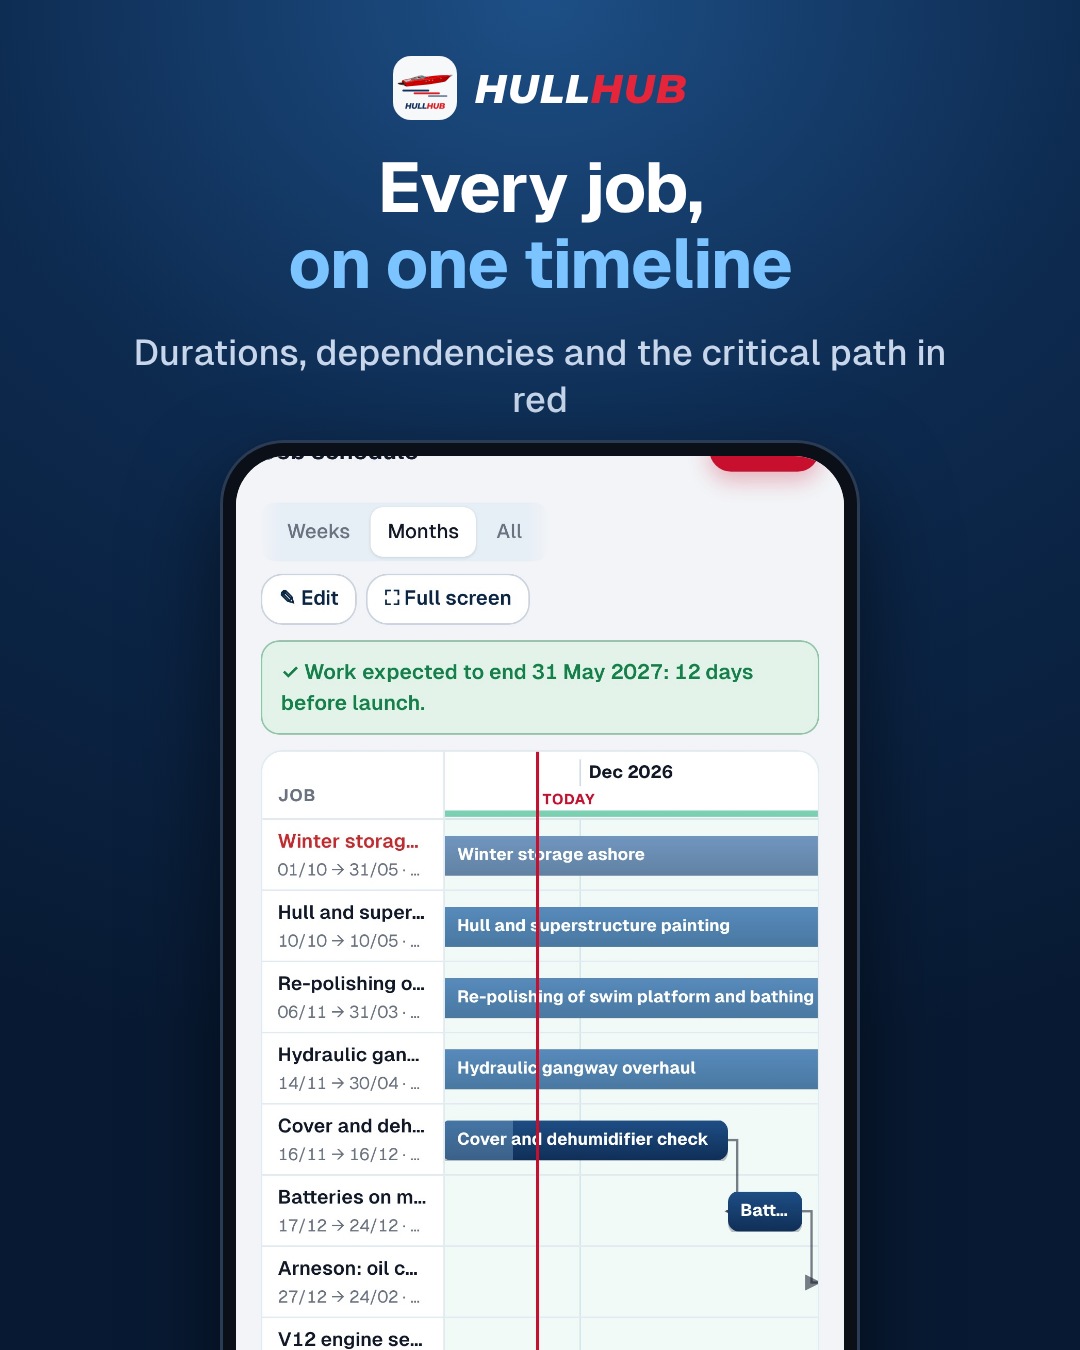 HULLHUB
HULLHUB
Every job,
on one timeline
Durations, dependencies and the critical path in
red
Job schedule
Weeks Months All
✎ Edit ⛶ Full screen
✓ Work expected to end 31 May 2027: 12 days
before launch.
Dec 2026
JOB TODAY
Winter storag...
01/10 → 31/05 · ...
Winter storage ashore
Hull and super...
10/10 → 10/05 · ...
Hull and superstructure painting
Re-polishing o...
06/11 → 31/03 · ...
Re-polishing of swim platform and bathing
Hydraulic gan...
14/11 → 30/04 · ...
Hydraulic gangway overhaul
Cover and deh...
16/11 → 16/12 · ...
Cover and dehumidifier check
Batteries on m...
17/12 → 24/12 · ...
Batt...
Arneson: oil c...
27/12 → 24/02 · ...
V12 engine se...